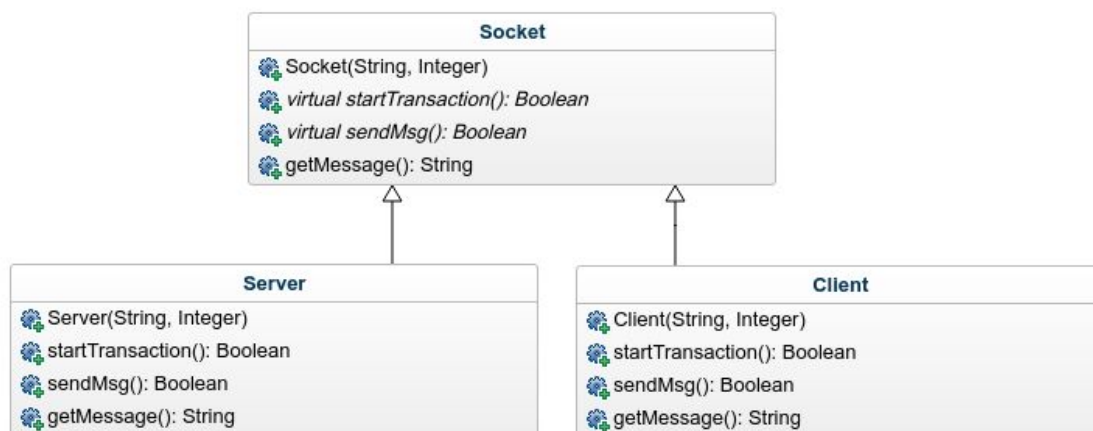 Socket
Socket(String, Integer)
virtual startTransaction(): Boolean
virtual sendMsg(): Boolean
getMessage(): String
Server
Server(String, Integer)
startTransaction(): Boolean
sendMsg(): Boolean
getMessage(): String
Client
Client(String, Integer)
startTransaction(): Boolean
sendMsg(): Boolean
getMessage(): String